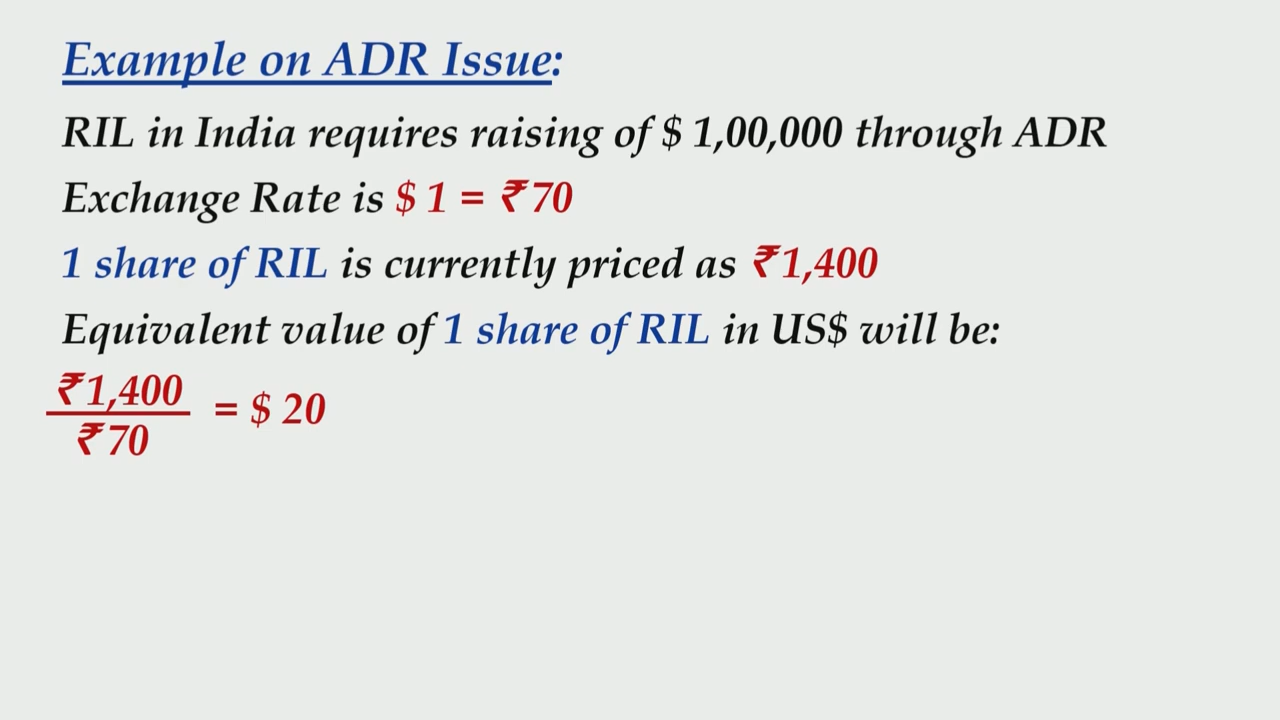 Example on ADR Issue:
RIL in India requires raising of $ 1,00,000 through ADR
Exchange Rate is $ 1 = ₹70
1 share of RIL is currently priced as ₹1,400
Equivalent value of 1 share of RIL in US$ will be:
₹1,400
= $ 20
₹70